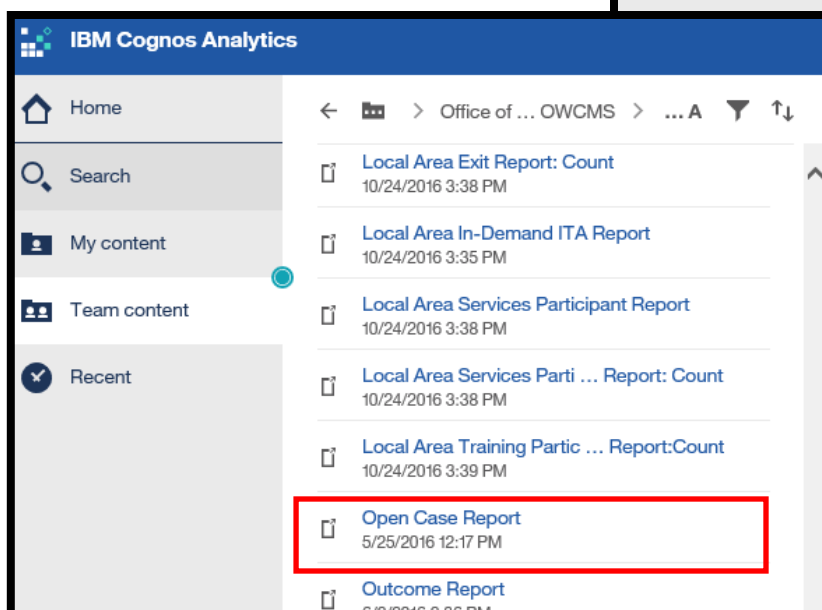 IBM Cognos Analytics
Home
Search
My content
Team content
Recent
Office of ... OWCMS > ... A
Local Area Exit Report: Count
10/24/2016 3:38 PM
Local Area In-Demand ITA Report
10/24/2016 3:35 PM
Local Area Services Participant Report
10/24/2016 3:38 PM
Local Area Services Parti ... Report: Count
10/24/2016 3:38 PM
Local Area Training Partic ... Report:Count
10/24/2016 3:39 PM
Open Case Report
5/25/2016 12:17 PM
Outcome Report